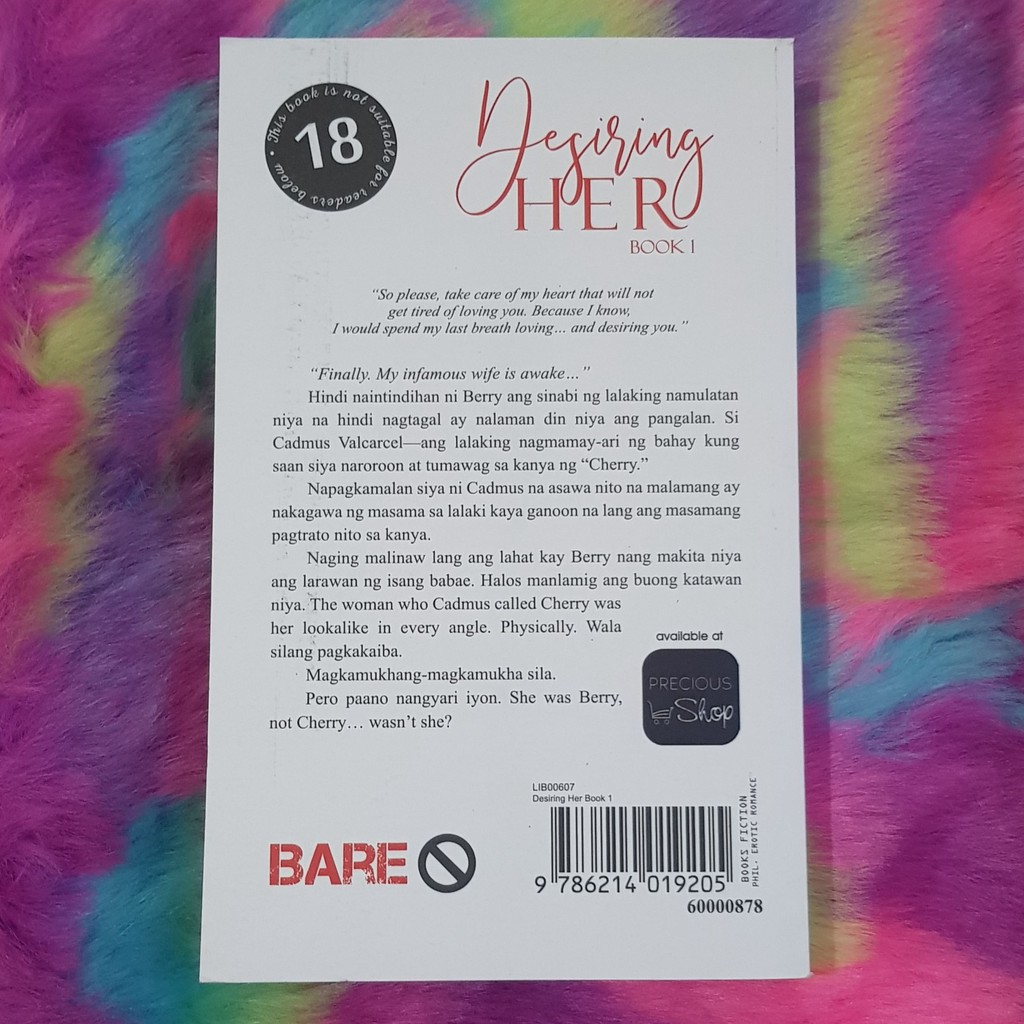 This book is not suitable for readers below
18
Desiring
HER
BOOK 1
“So please, take care of my heart that will not
get tired of loving you. Because I know,
I would spend my last breath loving... and desiring you.”
“Finally. My infamous wife is awake...”
Hindi naintindihan ni Berry ang sinabi ng lalaking namulatan
niya na hindi nagtagal ay nalaman din niya ang pangalan. Si
Cadmus Valcarcel—ang lalaking nagmamay-ari ng bahay kung
saan siya naroroon at tumawag sa kanya ng “Cherry.”
Napagkamalan siya ni Cadmus na asawa nito na malamang ay
nakagawa ng masama sa lalaki kaya ganoon na lang ang masamang
pagtrato nito sa kanya.
Naging malinaw lang ang lahat kay Berry nang makita niya
ang larawan ng isang babae. Halos manlamig ang buong katawan
niya. The woman who Cadmus called Cherry was
her lookalike in every angle. Physically. Wala
silang pagkakaiba.
Magkamukhang-magkamukha sila.
Pero paano nangyari iyon. She was Berry,
not Cherry... wasn’t she?
available at
PRECIOUS
Shop
LIB00607
Desiring Her Book 1
9 786214 019205
60000878
BOOKS FICTION
PHIL. EROTIC ROMANCE
BARE